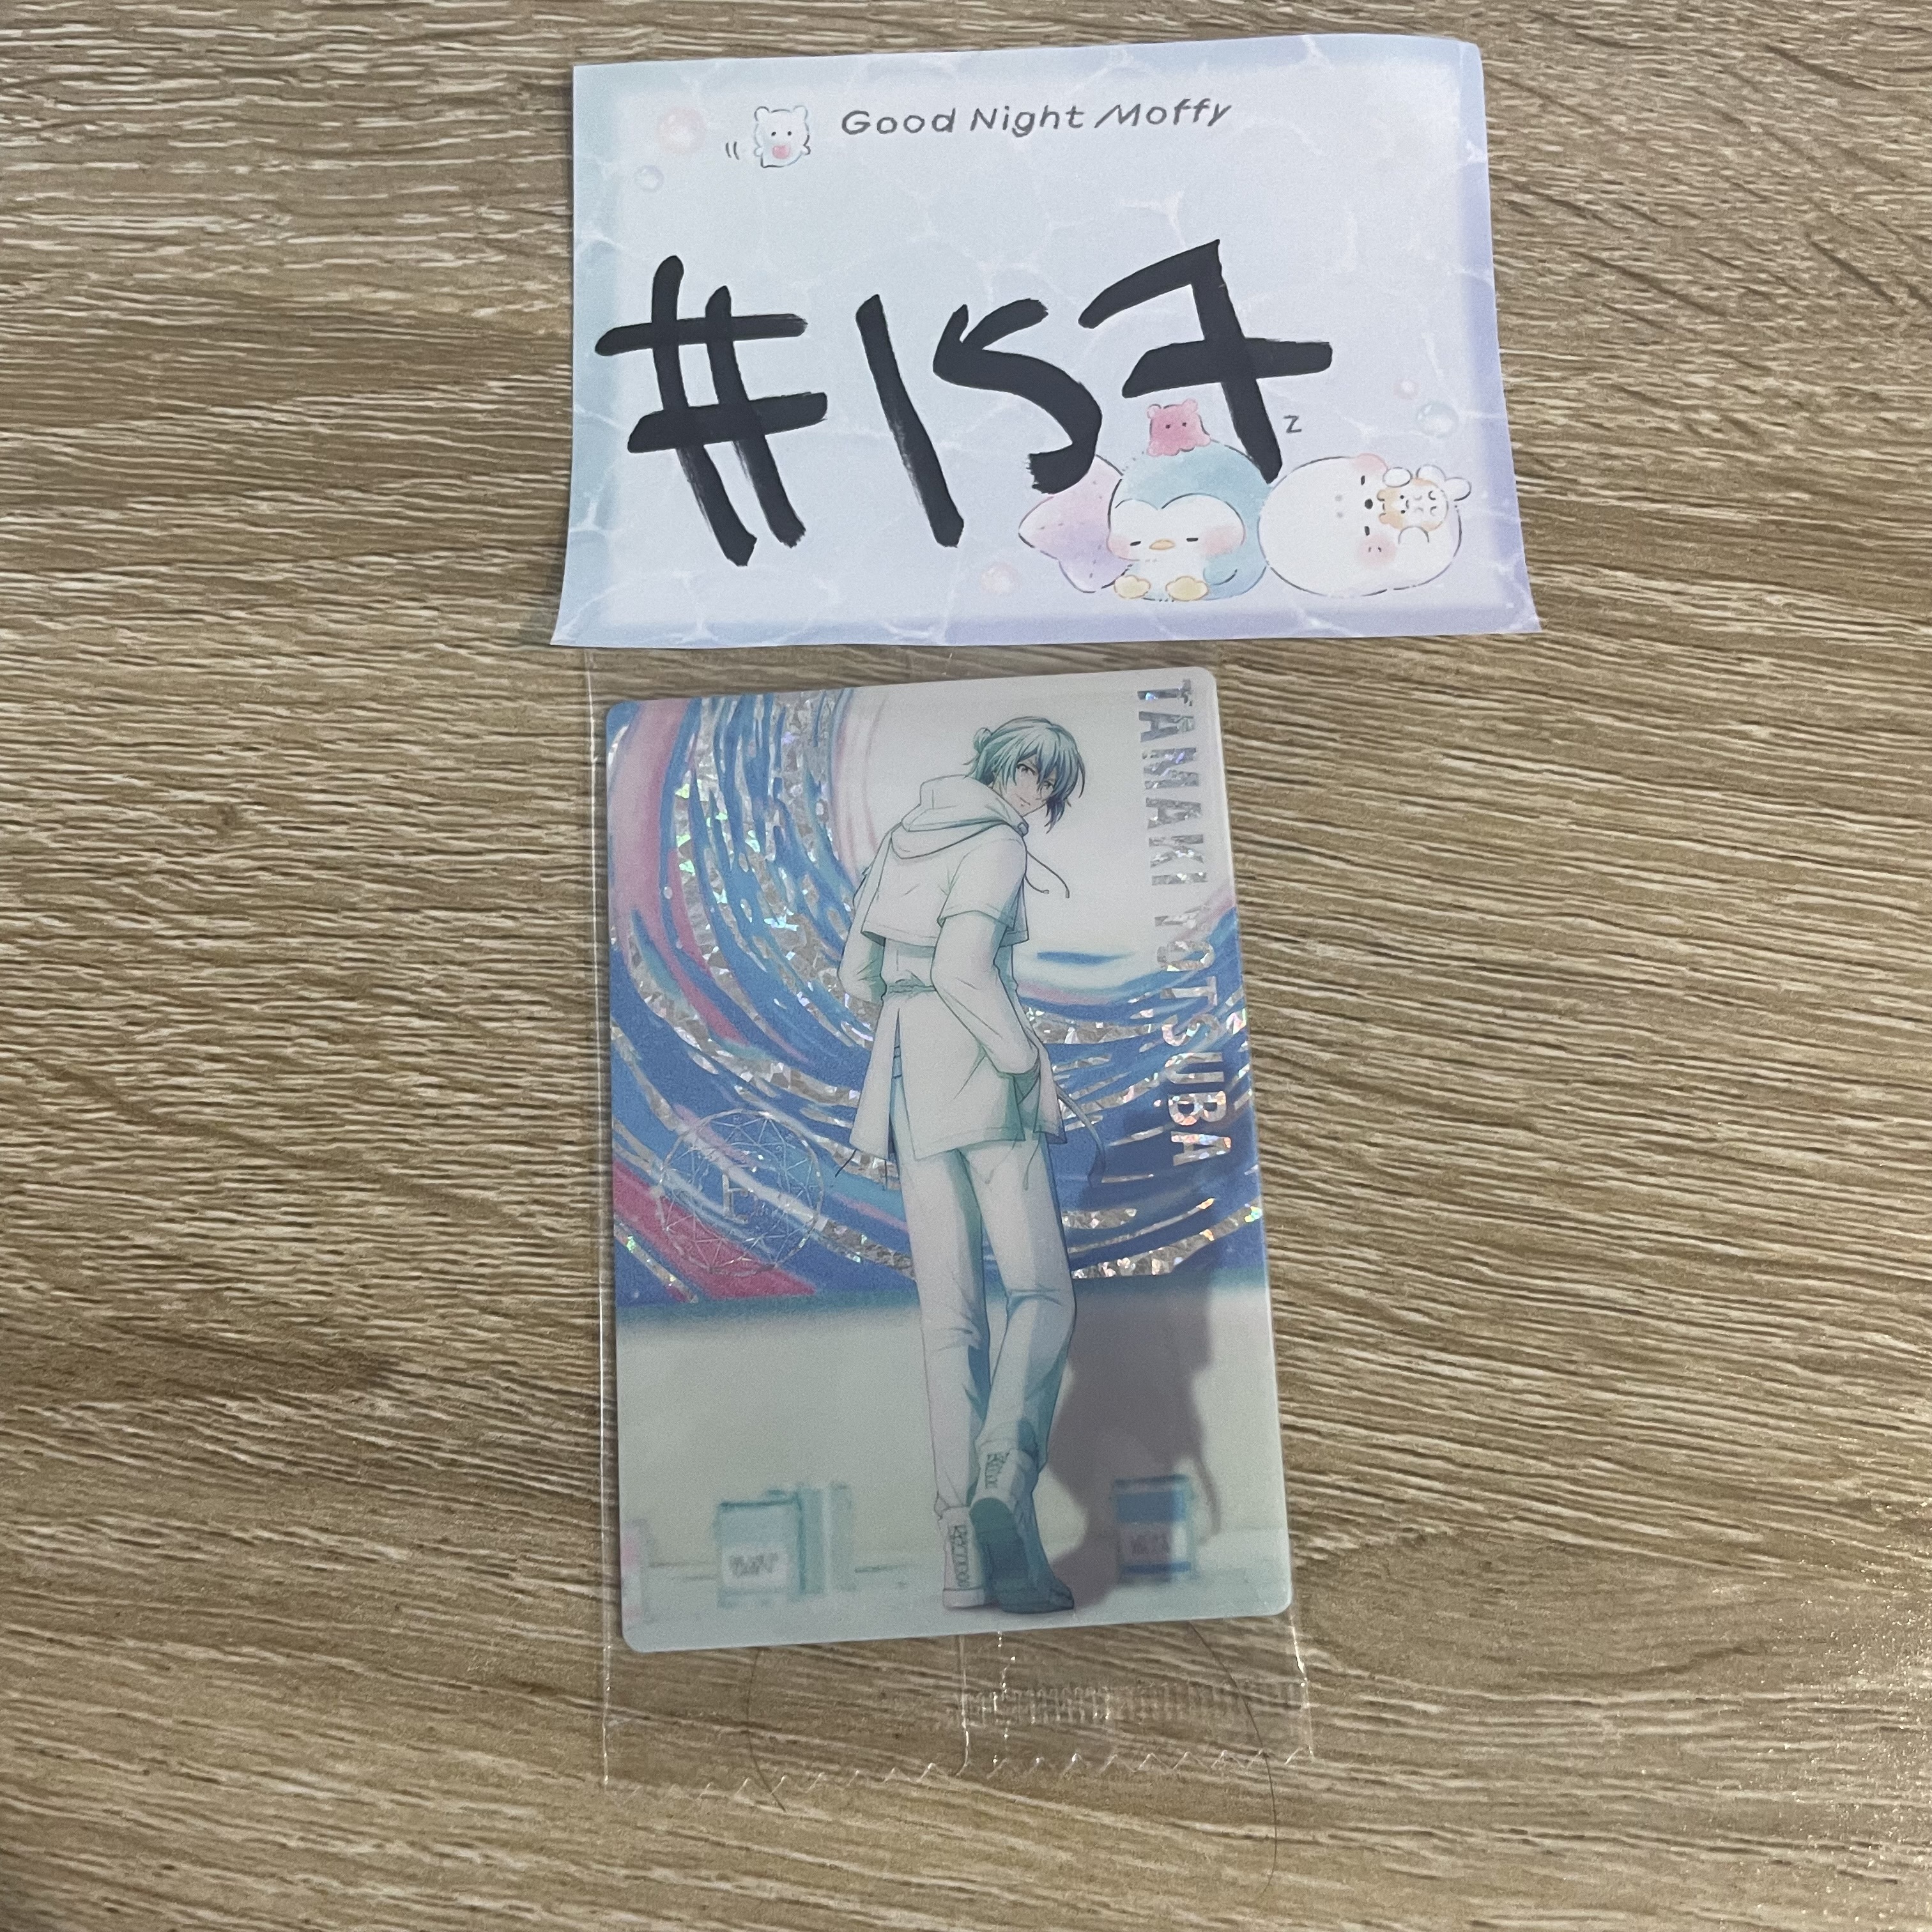 Good Night Moffy
#157
z
TAMAKI YOTSUBA